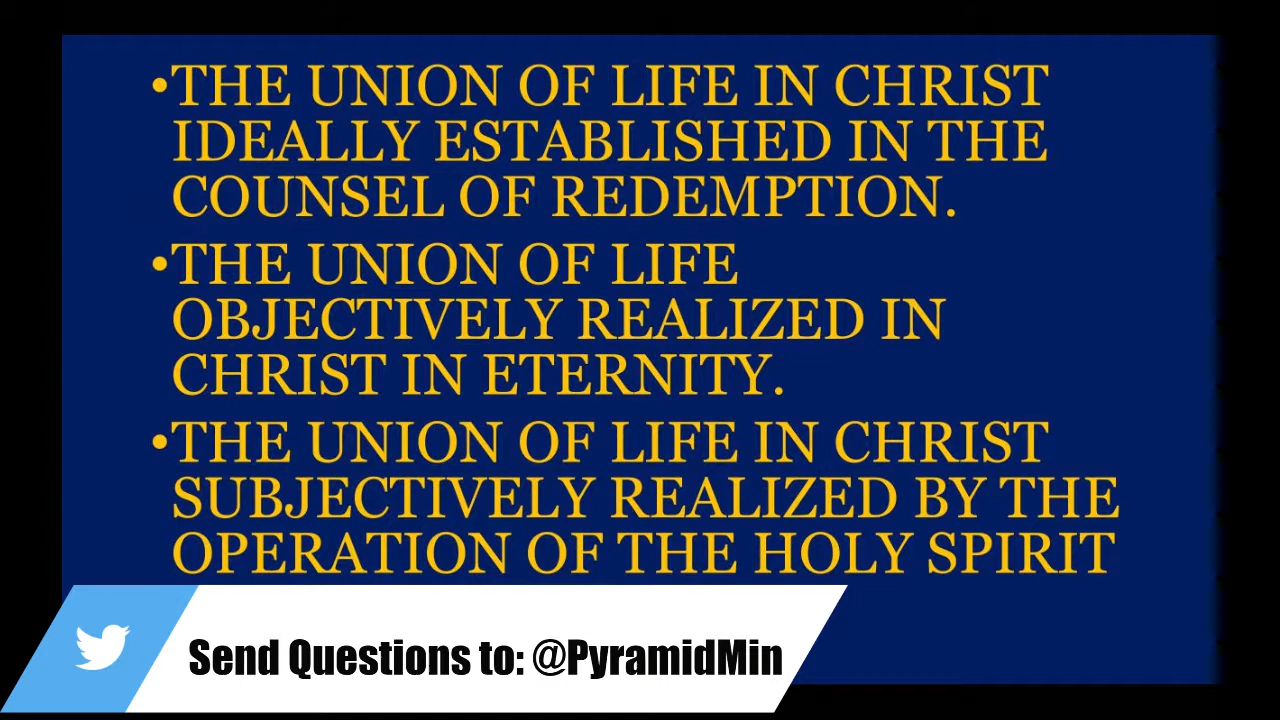 •THE UNION OF LIFE IN CHRIST
IDEALLY ESTABLISHED IN THE
COUNSEL OF REDEMPTION.
•THE UNION OF LIFE
OBJECTIVELY REALIZED IN
CHRIST IN ETERNITY.
•THE UNION OF LIFE IN CHRIST
SUBJECTIVELY REALIZED BY THE
OPERATION OF THE HOLY SPIRIT
Send Questions to: @PyramidMin